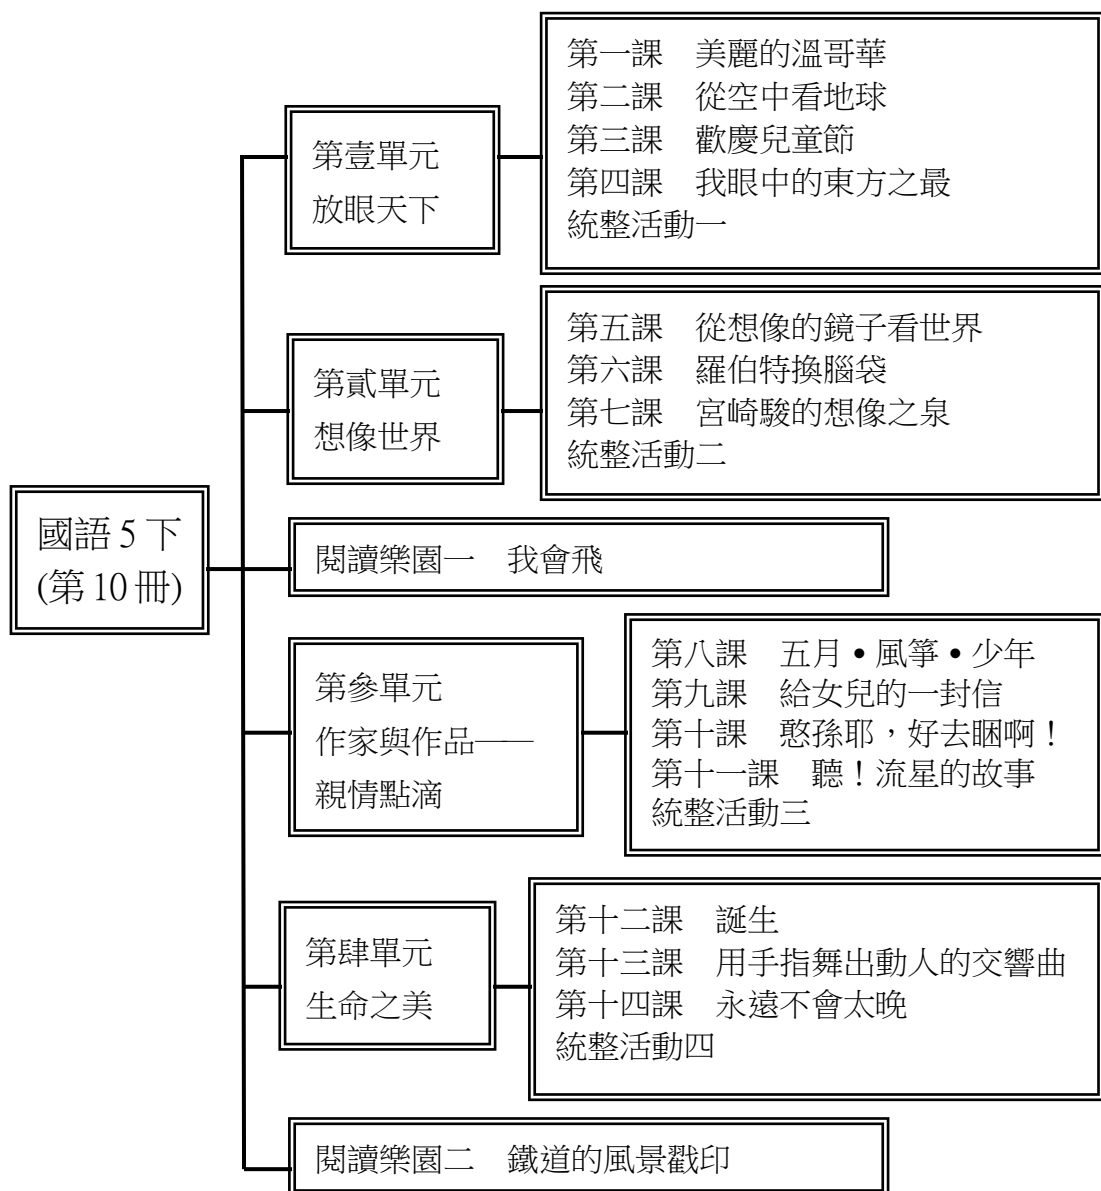 國語 5 下
(第 10 冊)
第壹單元
放眼天下
第一課　美麗的溫哥華
第二課　從空中看地球
第三課　歡慶兒童節
第四課　我眼中的東方之最
統整活動一
第貳單元
想像世界
第五課　從想像的鏡子看世界
第六課　羅伯特換腦袋
第七課　宮崎駿的想像之泉
統整活動二
閱讀樂園一　我會飛
第參單元
作家與作品——
親情點滴
第八課　五月•風箏•少年
第九課　給女兒的一封信
第十課　憨孫耶，好去睏啊！
第十一課　聽！流星的故事
統整活動三
第肆單元
生命之美
第十二課　誕生
第十三課　用手指舞出動人的交響曲
第十四課　永遠不會太晚
統整活動四
閱讀樂園二　鐵道的風景戳印